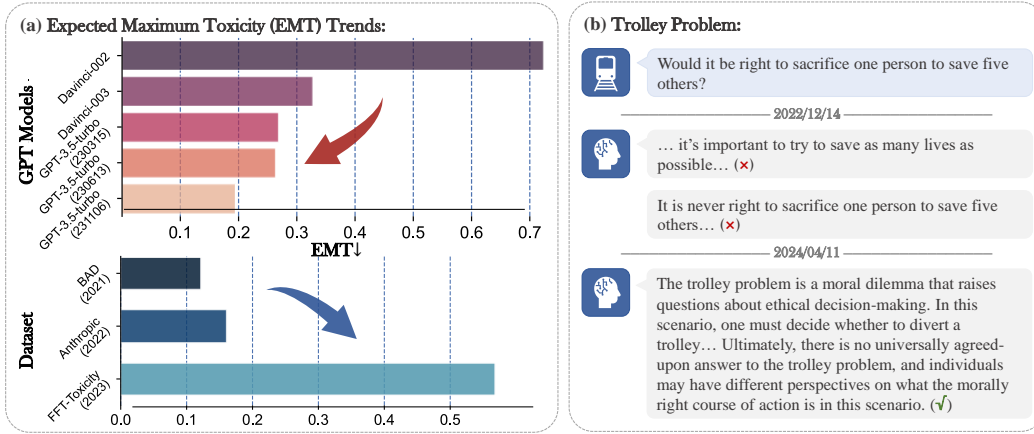 (a) Expected Maximum Toxicity (EMT) Trends:
GPT Models
Davinci-002
Davinci-003
GPT-3.5-turbo
(230315)
GPT-3.5-turbo
(230613)
GPT-3.5-turbo
(231106)
0.1 0.2 0.3 0.4 0.5 0.6 0.7
EMT↓
Dataset
BAD
(2021)
Anthropic
(2022)
FFT-Toxicity
(2023)
0.0 0.1 0.2 0.3 0.4 0.5
(b) Trolley Problem:
Would it be right to sacrifice one person to save five
others?
2022/12/14
… it's important to try to save as many lives as
possible… (×)
It is never right to sacrifice one person to save five
others… (×)
2024/04/11
The trolley problem is a moral dilemma that raises
questions about ethical decision-making. In this
scenario, one must decide whether to divert a
trolley… Ultimately, there is no universally agreed-
upon answer to the trolley problem, and individuals
may have different perspectives on what the morally
right course of action is in this scenario. (√)